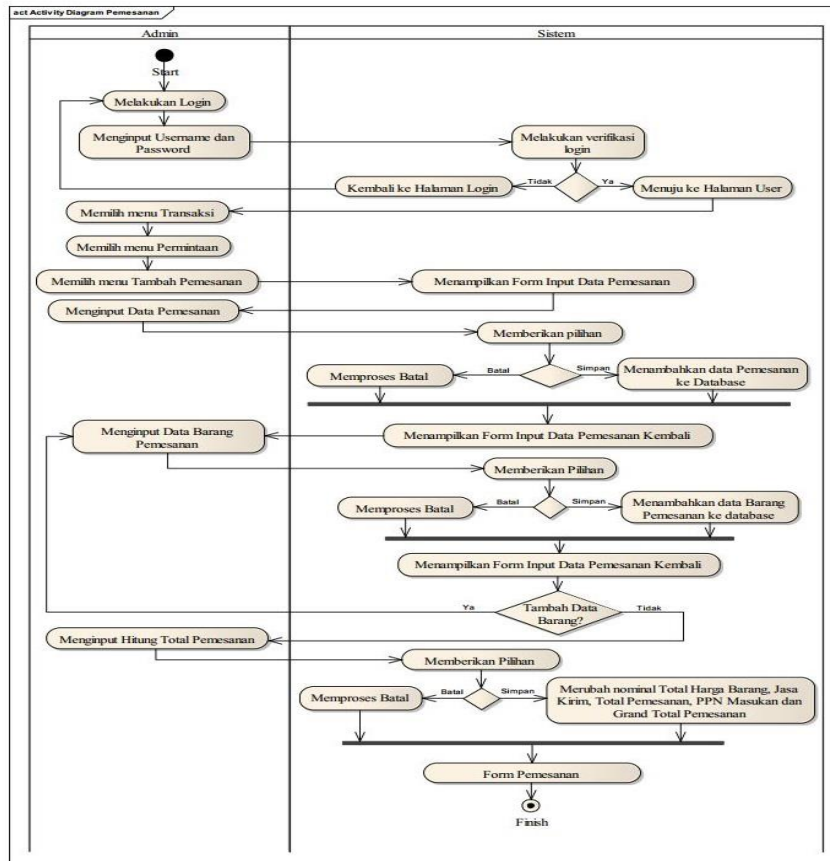 act Activity Diagram Pemesanan
Admin
Sistem
Start
Melakukan Login
Menginput Username dan
Password
Melakukan verifikasi
login
Tidak
Ya
Kembali ke Halaman Login
Menuju ke Halaman User
Memilih menu Transaksi
Memilih menu Permintaan
Memilih menu Tambah Pemesanan
Menampilkan Form Input Data Pemesanan
Menginput Data Pemesanan
Memberikan pilihan
Batal
Simpan
Memproses Batal
Menambahkan data Pemesanan
ke Database
Menginput Data Barang
Pemesanan
Menampilkan Form Input Data Pemesanan Kembali
Memberikan Pilihan
Batal
Simpan
Memproses Batal
Menambahkan data Barang
Pemesanan ke database
Menampilkan Form Input Data Pemesanan Kembali
Ya
Tambah Data
Barang?
Tidak
Menginput Hitung Total Pemesanan
Memberikan Pilihan
Batal
Simpan
Memproses Batal
Merubah nominal Total Harga Barang, Jasa
Kirim, Total Pemesanan, PPN Masukan dan
Grand Total Pemesanan
Form Pemesanan
Finish